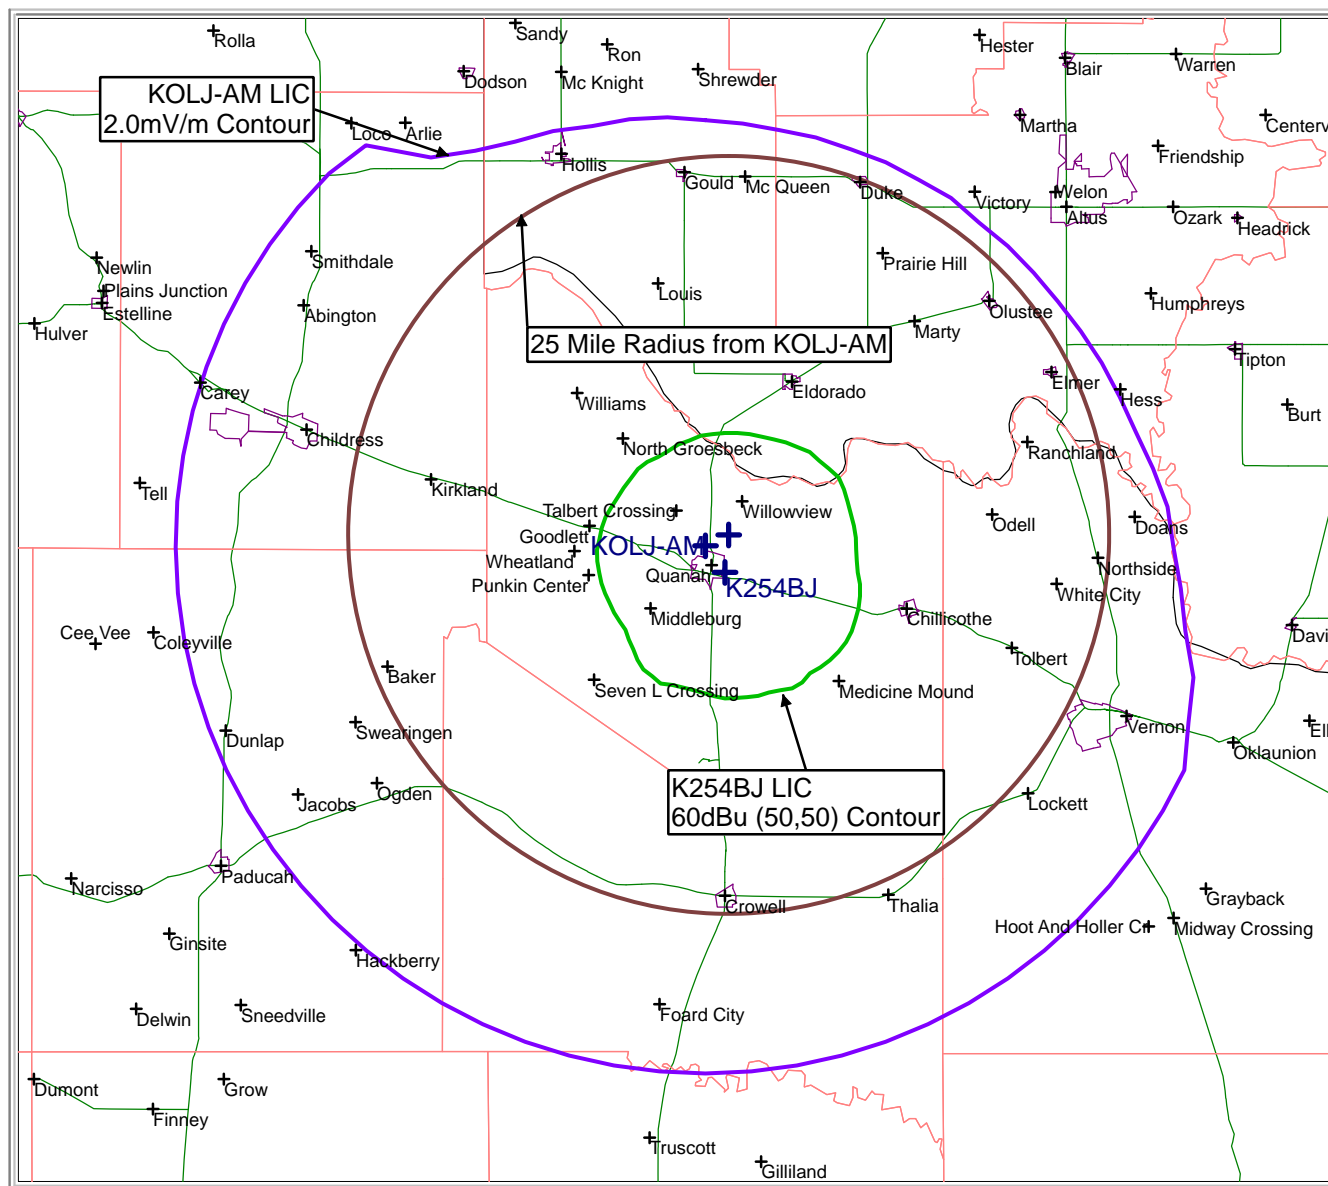 Rolla
Sandy
Ron
Hester
Dodson
Mc Knight
Shrewder
Blair
Warren
KOLJ-AM LIC
2.0mV/m Contour
Loco
Arlie
Martha
Centerv
Friendship
Hollis
Gould
Mc Queen
Duke
Victory
Welon
Altus
Ozark
Headrick
Newlin
Smithdale
Prairie Hill
Plains Junction
Estelline
Louis
Humphreys
Abington
Olustee
Hulver
Marty
25 Mile Radius from KOLJ-AM
Tipton
Carey
Williams
Eldorado
Elmer
Hess
Burt
Childress
North Groesbeck
Ranchland
Tell
Kirkland
Talbert Crossing
Willowview
Odell
Doans
Goodlett
KOLJ-AM
Wheatland
Quanah
Northside
Punkin Center
K254BJ
White City
Cee Vee
Coleyville
Middleburg
Chillicothe
Davi
Tolbert
Baker
Seven L Crossing
Medicine Mound
Dunlap
Swearingen
Vernon
Ell
Oklaunion
K254BJ LIC
60dBu (50,50) Contour
Jacobs
Ogden
Lockett
Narcisso
Paducah
Crowell
Thalia
Grayback
Hoot And Holler Cr
Midway Crossing
Ginsite
Hackberry
Delwin
Sneedville
Foard City
Dumont
Grow
Finney
Truscott
Gilliland